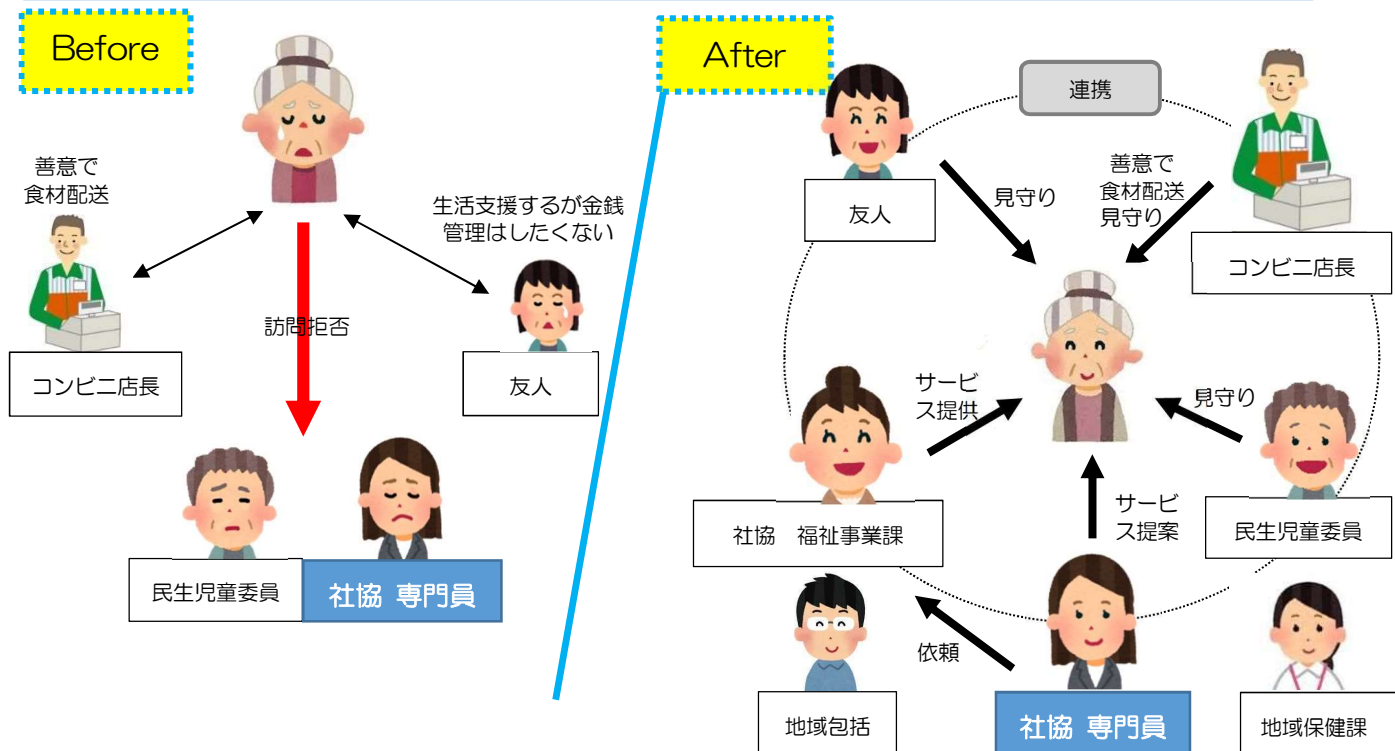 Before
善意で
食材配送
コンビニ店長
訪問拒否
生活支援するが金銭
管理はしたくない
友人
民生児童委員
社協 専門員
After
連携
友人
見守り
善意で
食材配送
見守り
コンビニ店長
サービ
ス提供
見守り
社協 福祉事業課
サービ
ス提案
民生児童委員
依頼
地域包括
社協 専門員
地域保健課